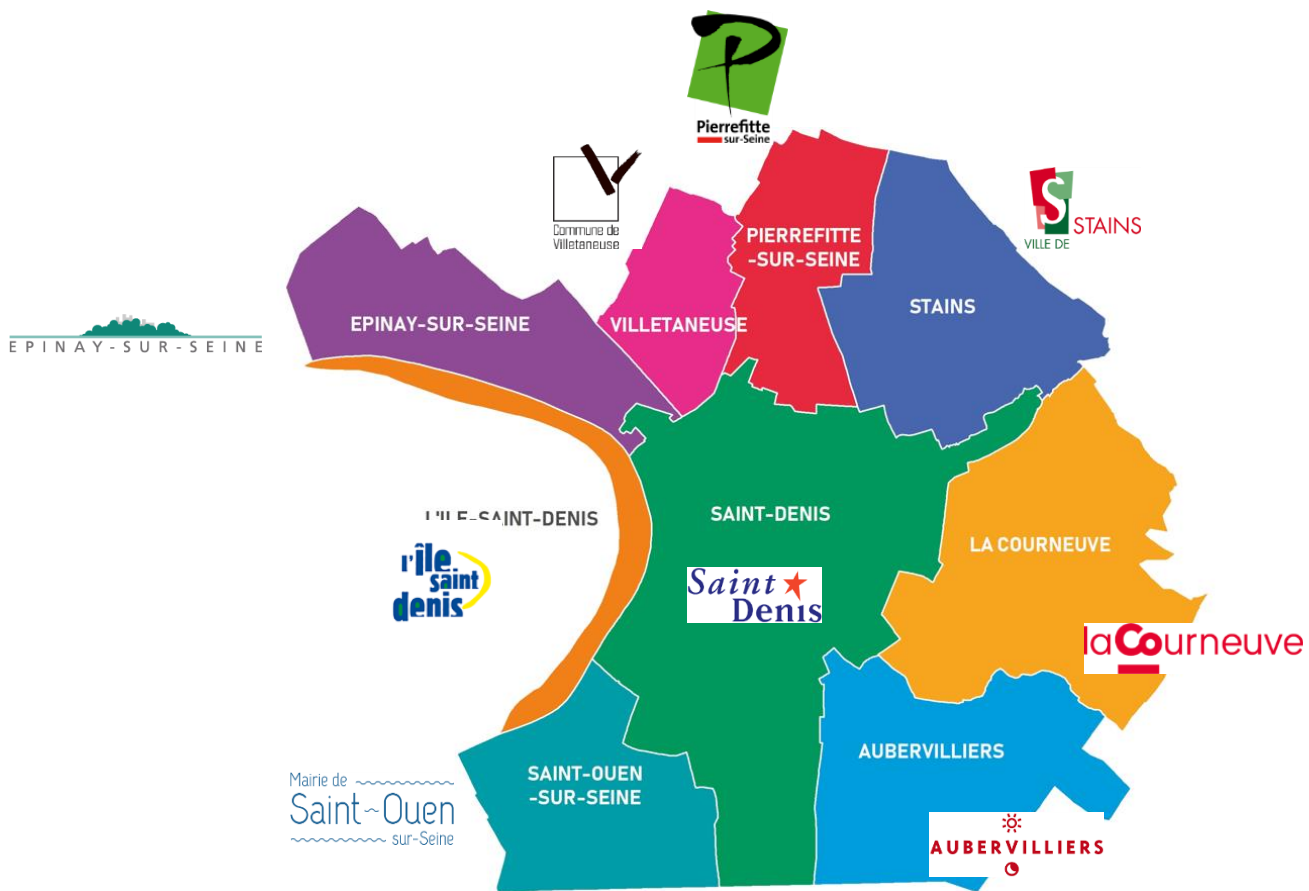 Pierrefitte
sur-Seine
Commune de
Villetaneuse
VILLE DE STAINS
PIERREFITTE
-SUR-SEINE
STAINS
EPINAY-SUR-SEINE
EPINAY-SUR-SEINE
VILLETANEUSE
L'ILE-SAINT-DENIS
SAINT-DENIS
LA COURNEUVE
l'île
saint
denis
Saint
Denis
la Courneuve
AUBERVILLIERS
SAINT-OUEN
-SUR-SEINE
Mairie de
Saint~Ouen
sur-Seine
AUBERVILLIERS